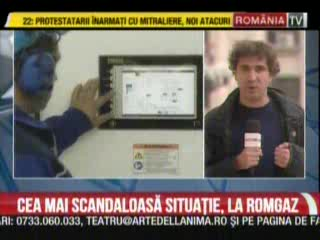 22: PROTESTATARII ÎNARMAȚI CU MITRALIERE, NOI ATACURI
ROMÂNIA TV
CEA MAI SCANDALOASĂ SITUAȚIE, LA ROMGAZ
ARI: 0733.060.033, TEATRU@ARTEDELLANIMA.RO ȘI PE PAGINA DE FA